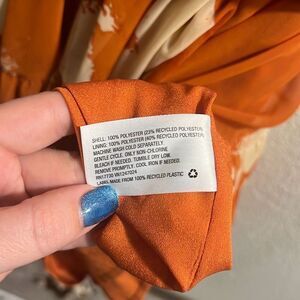 SHELL: 100% POLYESTER (23% RECYCLED POLYESTER)
LINING: 100% POLYESTER (40% RECYCLED POLYESTER)
MACHINE WASH COLD SEPARATELY
GENTLE CYCLE. ONLY NON-CHLORINE
BLEACH IF NEEDED. TUMBLE DRY LOW.
REMOVE PROMPTLY. COOL IRON IF NEEDED.
RN17730 VN1247024
LABEL MADE FROM 100% RECYCLED PLASTIC